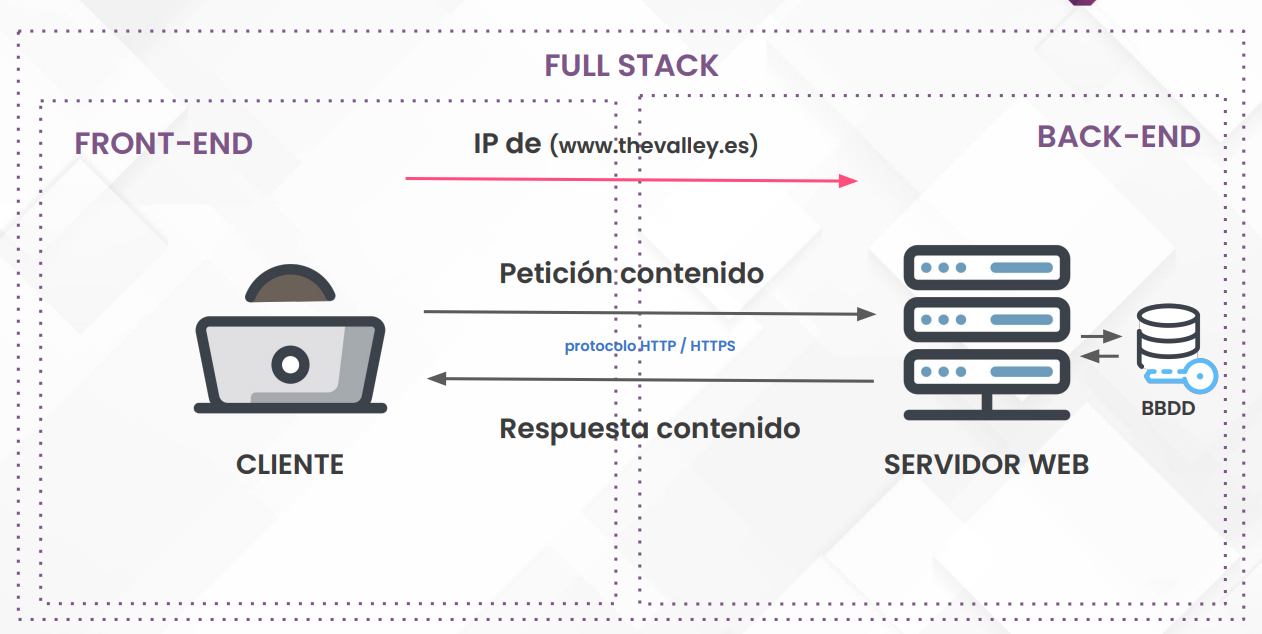 FULL STACK
FRONT-END
BACK-END
IP de (www.thevalley.es)
Petición contenido
protocolo HTTP / HTTPS
Respuesta contenido
BBDD
CLIENTE
SERVIDOR WEB